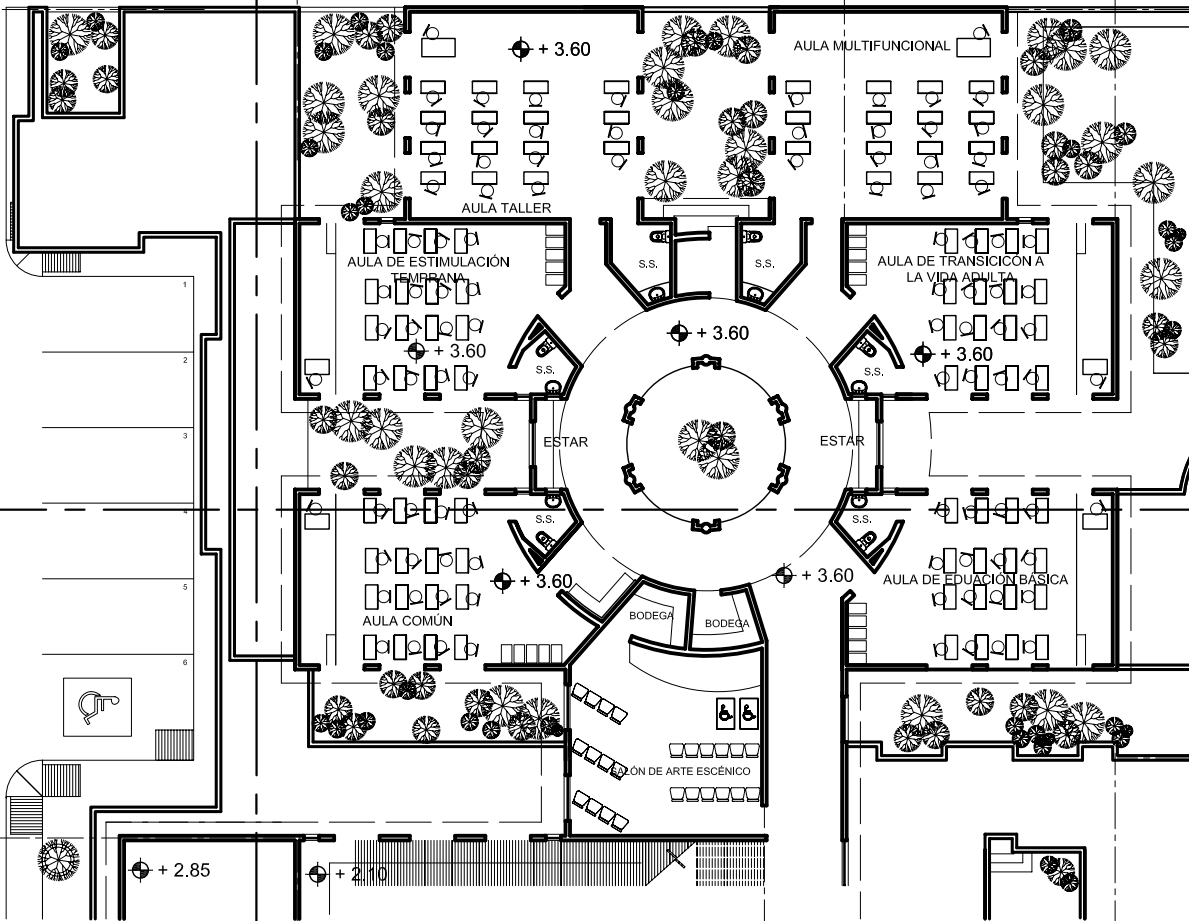 AULA MULTIFUNCIONAL
+ 3.60
AULA TALLER
S.S.
S.S.
AULA DE ESTIMULACIÓN
TEMPRANA
AULA DE TRANSICICÓN A
LA VIDA ADULTA
1
+ 3.60
+ 3.60
+ 3.60
2
S.S.
S.S.
3
ESTAR
ESTAR
4
S.S.
S.S.
+ 3.60
+ 3.60
5
AULA DE EDUACIÓN BÁSICA
AULA COMÚN
BODEGA
BODEGA
6
SALÓN DE ARTE ESCÉNICO
+ 2.85
+ 2.10